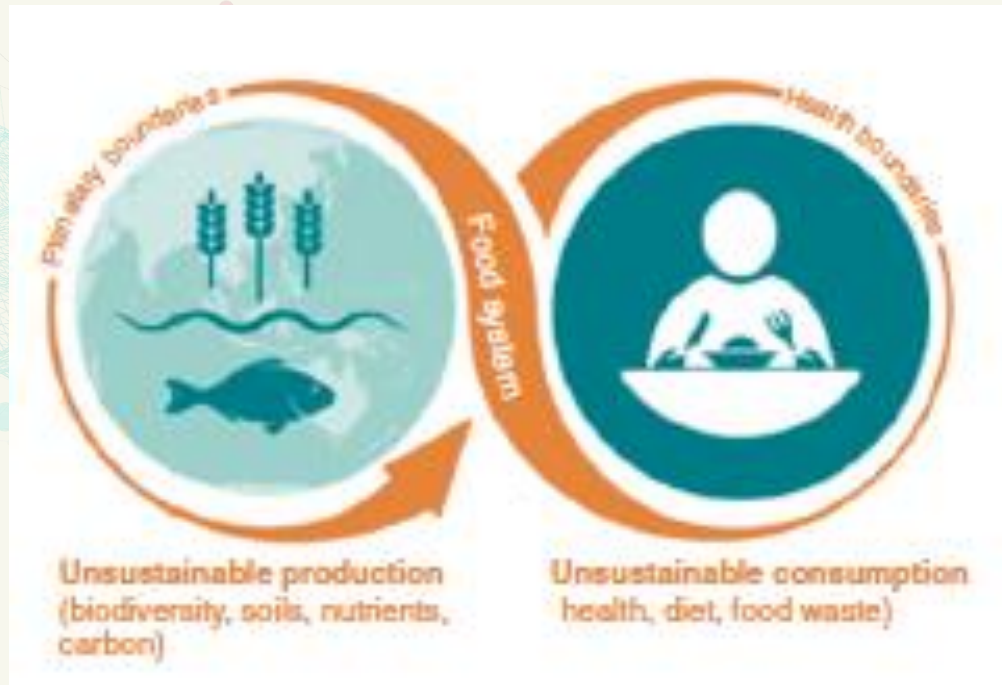 Planetary boundaries
Health boundaries
Food system
Unsustainable production
(biodiversity, soils, nutrients,
carbon)
Unsustainable consumption
health, diet, food waste)